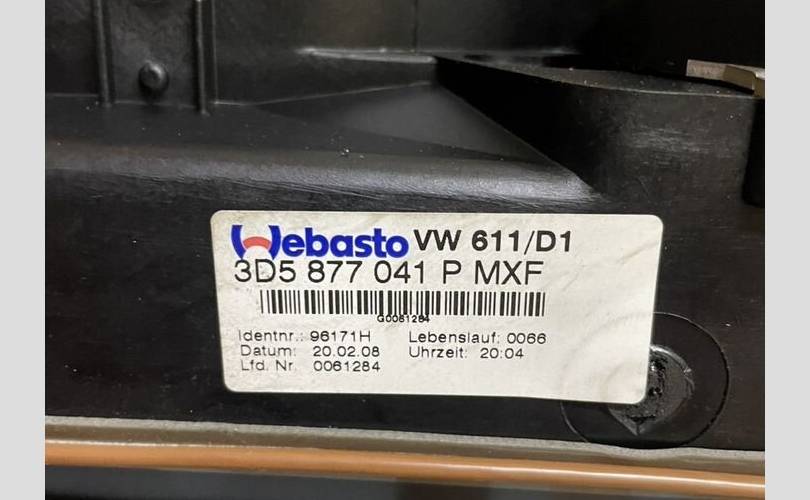 Webasto VW 611/D1
3D5 877 041 P MXF
G0061284
Identnr.: 96171H Lebenslauf: 0066
Datum: 20.02.08 Uhrzeit: 20:04
Lfd. Nr. 0061284